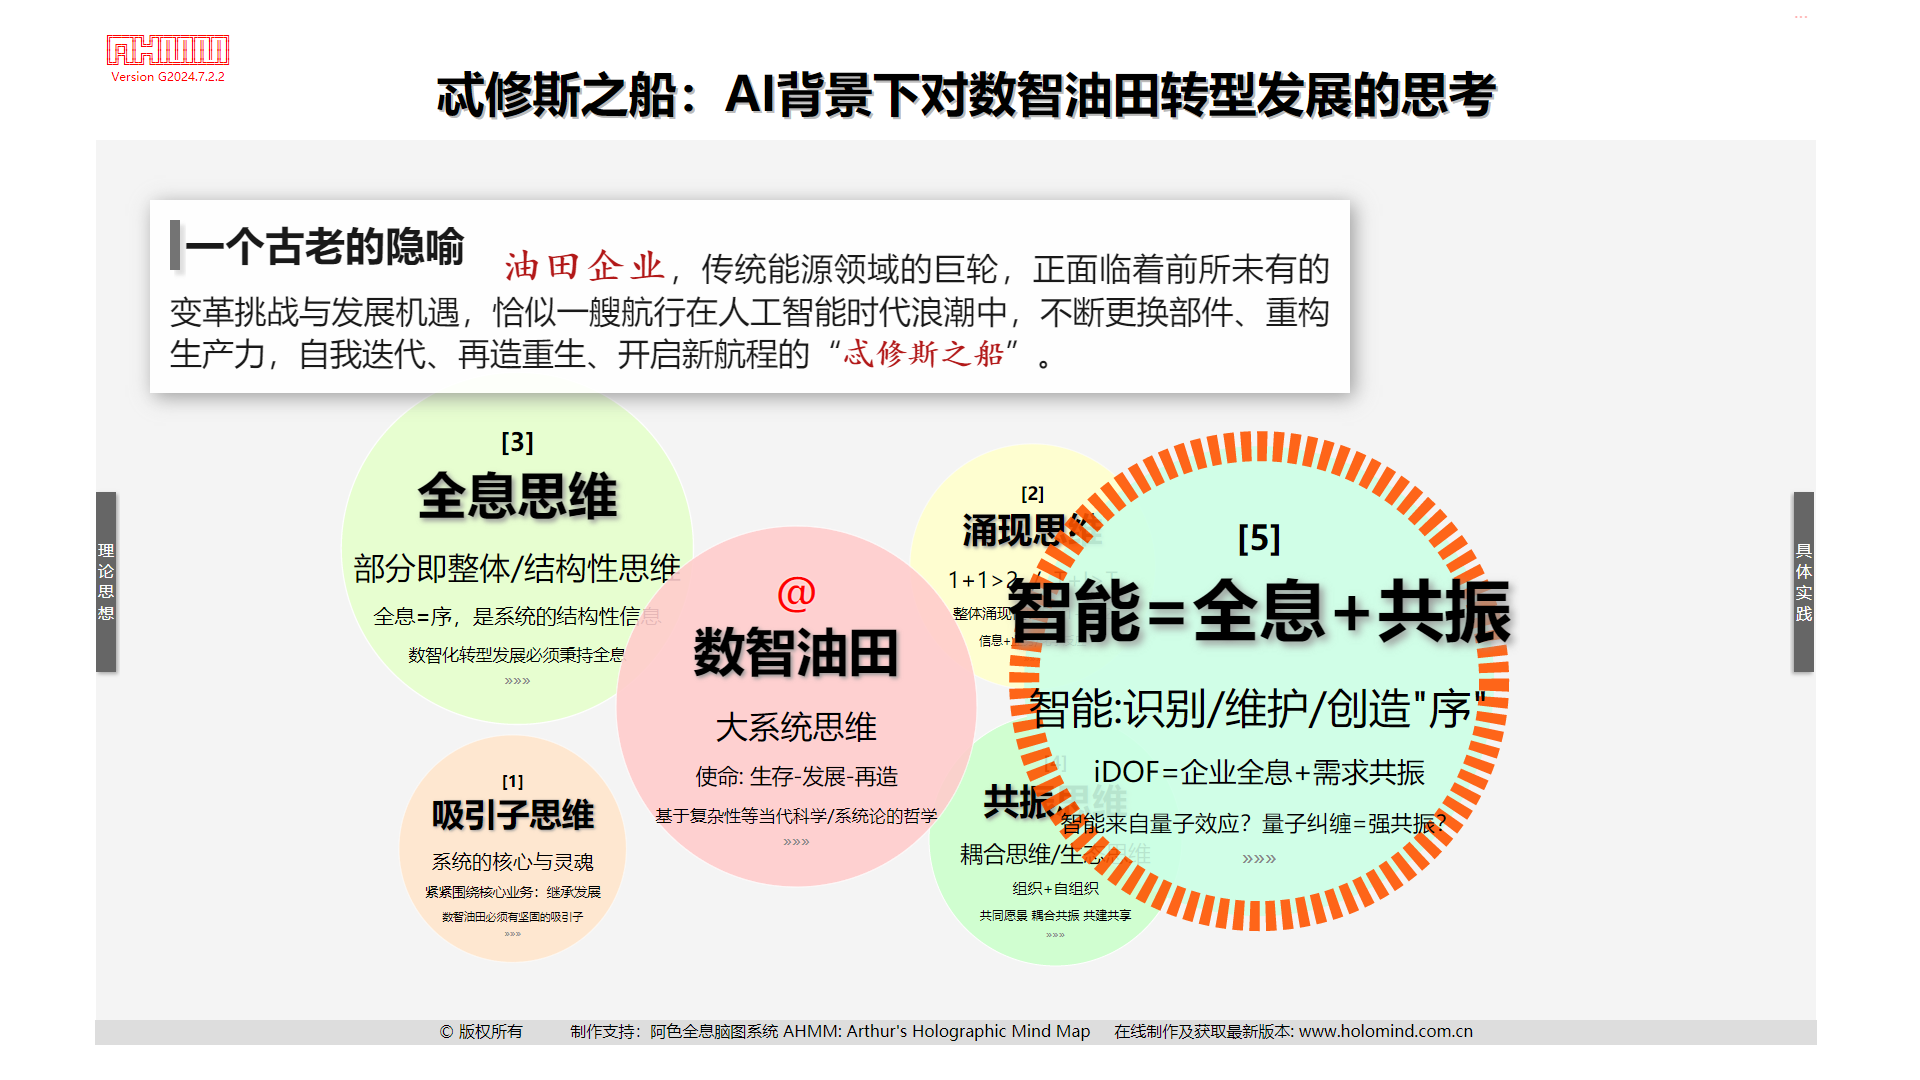 AHMM
Version G2024.7.2.2
忒修斯之船：AI背景下对数智油田转型发展的思考
一个古老的隐喻
油田企业，传统能源领域的巨轮，正面临着前所未有的
变革挑战与发展机遇，恰似一艘航行在人工智能时代浪潮中，不断更换部件、重构
生产力，自我迭代、再造重生、开启新航程的“忒修斯之船”。
理论思想
具体实践
[3]
全息思维
部分即整体/结构性思维
全息=序，是系统的结构性信息
数智化转型发展必须秉持全息
»»»
@
数智油田
大系统思维
使命: 生存-发展-再造
基于复杂性等当代科学/系统论的哲学
»»»
[1]
吸引子思维
系统的核心与灵魂
紧紧围绕核心业务：继承发展
数智油田必须有坚固的吸引子
»»»
[2]
涌现思维
1+1>2
整体涌现
信息+
[4]
共振思维
耦合思维/生态思维
组织+自组织
共同愿景 耦合共振 共建共享
»»»
[5]
智能=全息+共振
智能:识别/维护/创造"序"
iDOF=企业全息+需求共振
智能来自量子效应？量子纠缠=强共振？
»»»
© 版权所有 制作支持：阿色全息脑图系统 AHMM: Arthur's Holographic Mind Map 在线制作及获取最新版本: www.holomind.com.cn